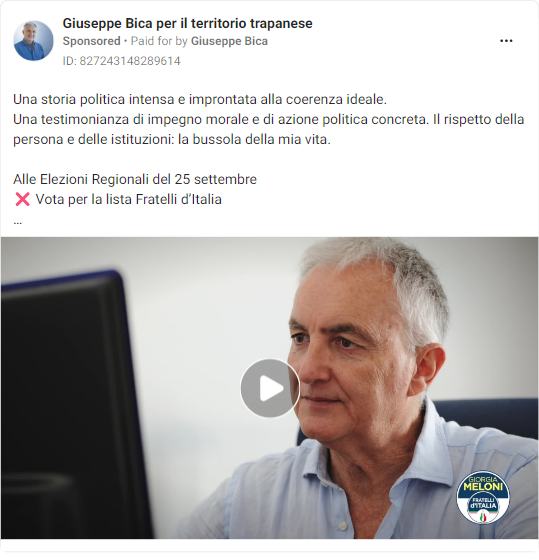 Giuseppe Bica per il territorio trapanese
Sponsored • Paid for by Giuseppe Bica
ID: 827243148289614
Una storia politica intensa e improntata alla coerenza ideale.
Una testimonianza di impegno morale e di azione politica concreta. Il rispetto della
persona e delle istituzioni: la bussola della mia vita.
Alle Elezioni Regionali del 25 settembre
❌ Vota per la lista Fratelli d’Italia
...
GIORGIA
MELONI
FRATELLI
d'ITALIA